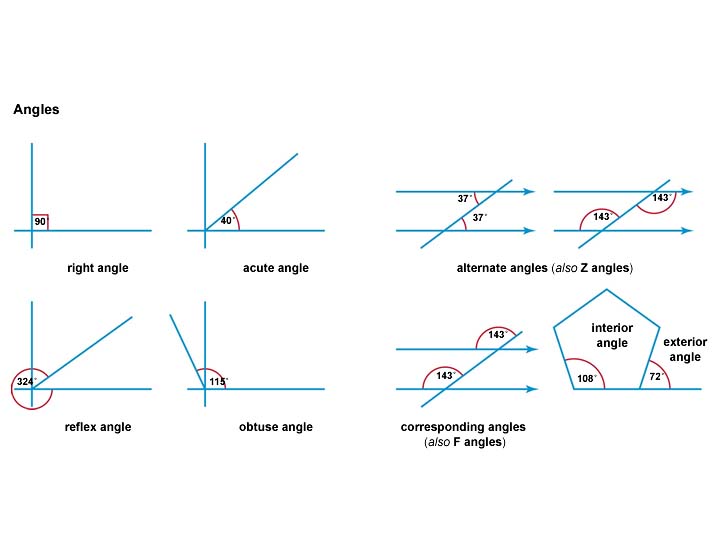 Angles
90°
40°
37°
37°
143°
143°
right angle
acute angle
alternate angles (also Z angles)
324°
115°
143°
143°
interior
angle
exterior
angle
108°
72°
reflex angle
obtuse angle
corresponding angles
(also F angles)